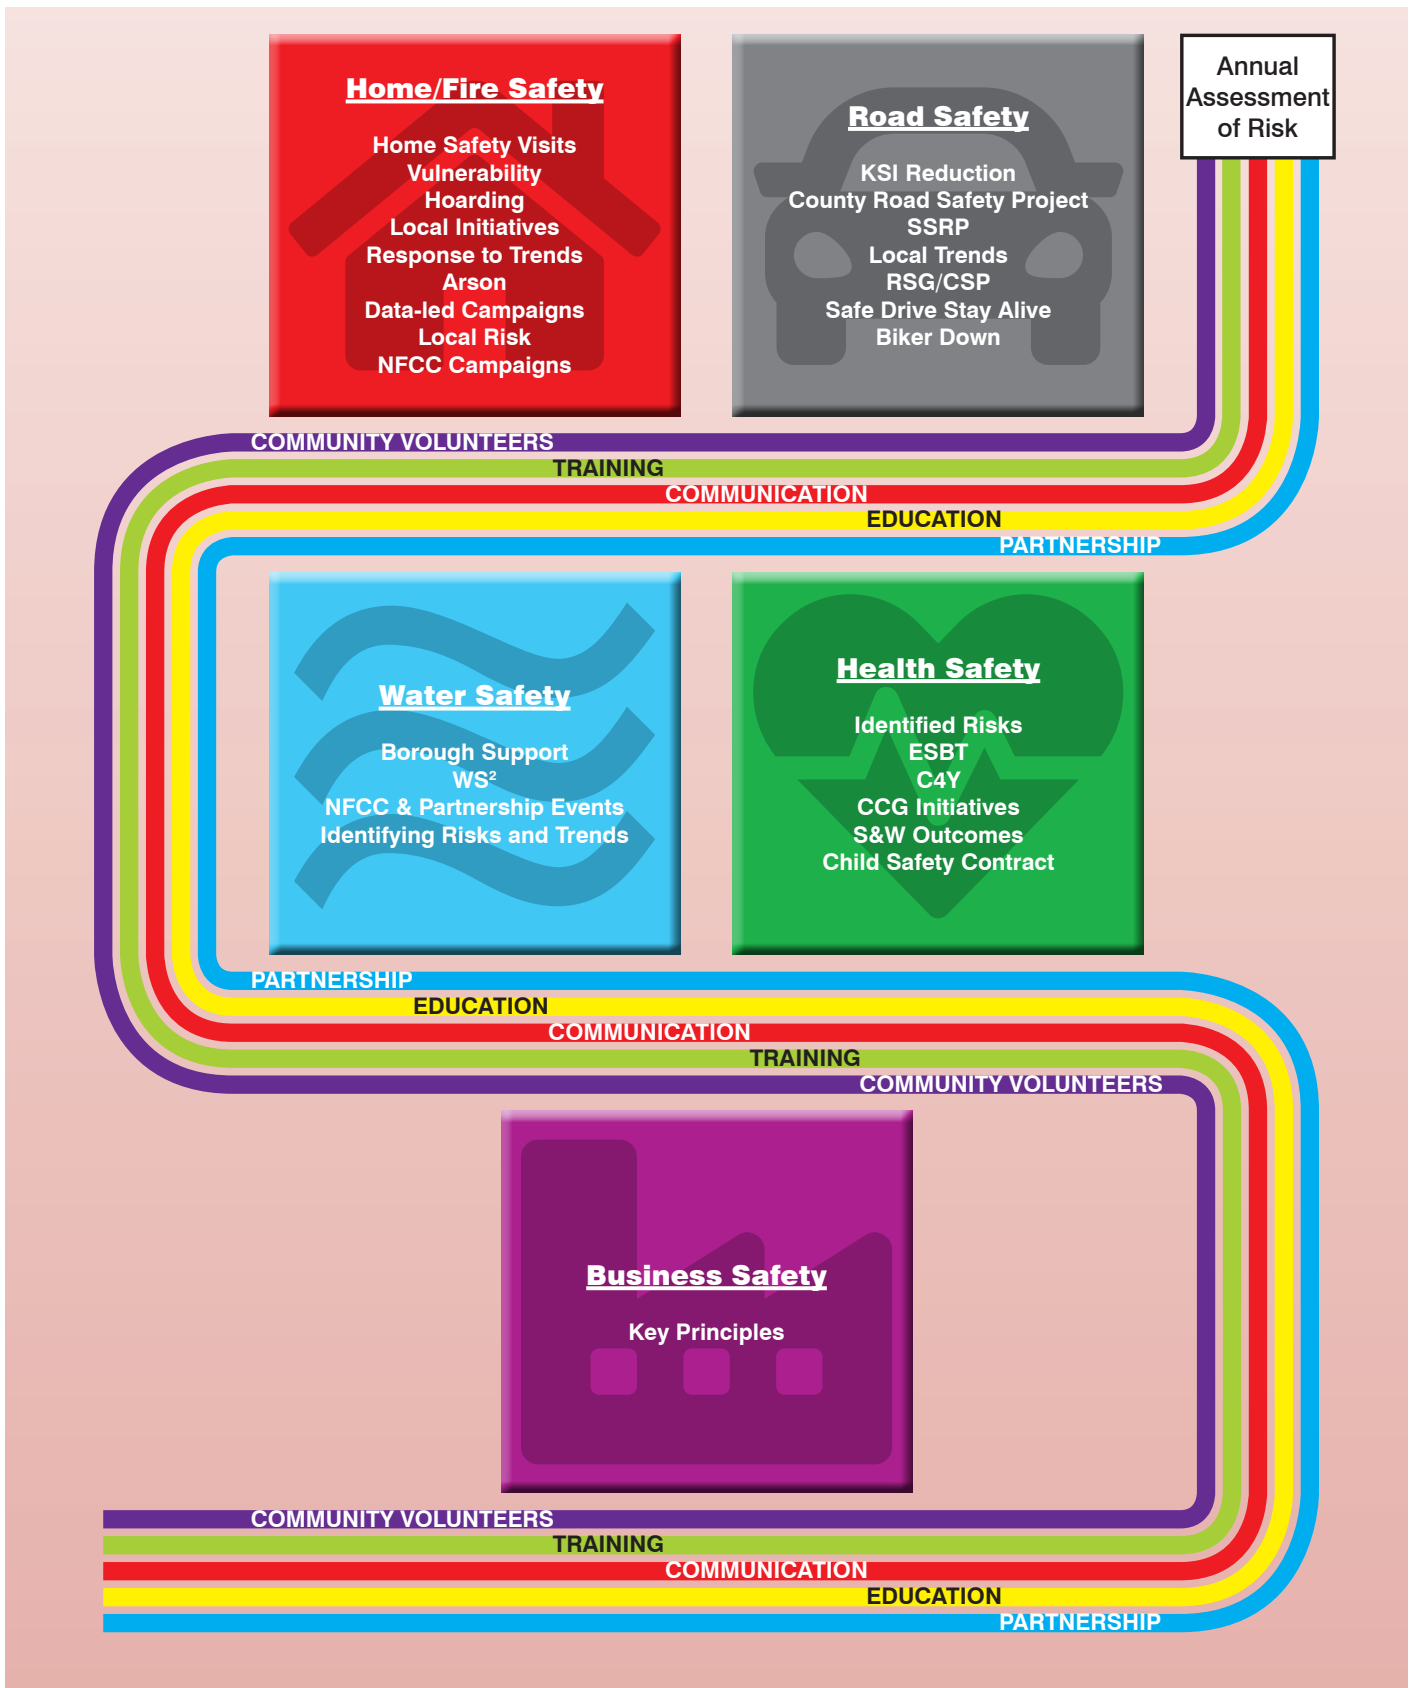 Home/Fire Safety
Home Safety Visits
Vulnerability
Hoarding
Local Initiatives
Response to Trends
Arson
Data-led Campaigns
Local Risk
NFCC Campaigns
Road Safety
KSI Reduction
County Road Safety Project
SSRP
Local Trends
RSG/CSP
Safe Drive Stay Alive
Biker Down
Annual
Assessment
of Risk
COMMUNITY VOLUNTEERS
TRAINING
COMMUNICATION
EDUCATION
PARTNERSHIP
Water Safety
Borough Support
WS²
NFCC & Partnership Events
Identifying Risks and Trends
Health Safety
Identified Risks
ESBT
C4Y
CCG Initiatives
S&W Outcomes
Child Safety Contract
PARTNERSHIP
EDUCATION
COMMUNICATION
TRAINING
COMMUNITY VOLUNTEERS
Business Safety
Key Principles
COMMUNITY VOLUNTEERS
TRAINING
COMMUNICATION
EDUCATION
PARTNERSHIP